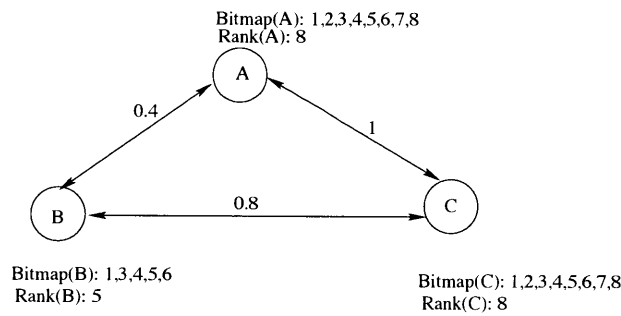 Bitmap(A): 1,2,3,4,5,6,7,8
Rank(A): 8
A
0.4
1
B
0.8
C
Bitmap(B): 1,3,4,5,6
Rank(B): 5
Bitmap(C): 1,2,3,4,5,6,7,8
Rank(C): 8